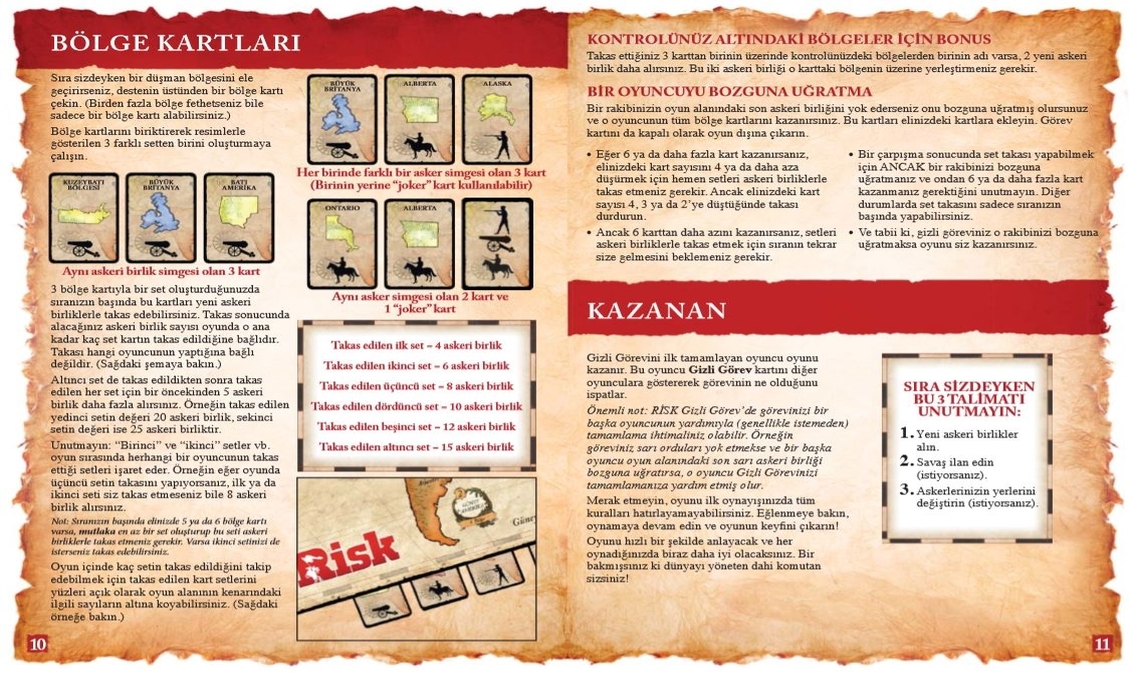 BÖLGE KARTLARI
Sıra sizdeyken bir düşman bölgesini ele
geçirirseniz, destenin üstünden bir bölge kartı
çekin. (Birden fazla bölge fethetseniz bile
sadece bir bölge kartı alabilirsiniz.)
Bölge kartlarını biriktirerek resimlerle
gösterilen 3 farklı setten birini oluşturmaya
çalışın.
KUZEYBATI
BÖLGESİ
BÜYÜK
BRITANYA
BATI
AMERİKA
Aynı askeri birlik simgesi olan 3 kart
3 bölge kartıyla bir set oluşturduğunuzda
sıranızın başında bu kartları yeni askeri
birliklerle takas edebilirsiniz. Takas sonucunda
alacağınız askeri birlik sayısı oyunda o ana
kadar kaç set kartın takas edildiğine bağlıdır.
Takası hangi oyuncunun yaptığına bağlı
değildir. (Sağdaki şemaya bakın.)
Altıncı set de takas edildikten sonra takas
edilen her set için bir öncekinden 5 askeri
birlik daha fazla alırsınız. Örneğin takas edilen
yedinci setin değeri 20 askeri birlik, sekinci
setin değeri ise 25 askeri birliktir.
Unutmayın: “Birinci” ve “ikinci” setler vb.
oyun sırasında herhangi bir oyuncunun takas
ettiği setleri işaret eder. Örneğin eğer oyunda
üçüncü setin takasını yapıyorsanız, ilk ya da
ikinci seti siz takas etmeseniz bile 8 askeri
birlik alırsınız.
Not: Sıranızın başında elinizde 5 ya da 6 bölge kartı
varsa, mutlaka en az bir set oluşturup bu seti askeri
birliklerle takas etmeniz gerekir. Varsa ikinci setinizi de
isterseniz takas edebilirsiniz.
Oyun içinde kaç setin takas edildiğini takip
edebilmek için takas edilen kart setlerini
yüzleri açık olarak oyun alanının kenarındaki
ilgili sayıların altına koyabilirsiniz. (Sağdaki
örneğe bakın.)
10
BÜYÜK
BRITANYA
ALBERTA
ALASKA
Her birinde farklı bir asker simgesi olan 3 kart
(Birinin yerine “joker” kart kullanılabilir)
ONTARIO
ALBERTA
Aynı asker simgesi olan 2 kart ve
1 “joker” kart
Takas edilen ilk set = 4 askeri birlik
Takas edilen ikinci set = 6 askeri birlik
Takas edilen üçüncü set = 8 askeri birlik
Takas edilen dördüncü set = 10 askeri birlik
Takas edilen beşinci set = 12 askeri birlik
Takas edilen altıncı set = 15 askeri birlik
Risk
KONTROLÜNÜZ ALTINDAKİ BÖLGELER İÇİN BONUS
Takas ettiğiniz 3 karttan birinin üzerinde kontrolünüzdeki bölgelerden birinin adı varsa, 2 yeni askeri
birlik daha alırsınız. Bu iki askeri birliği o karttaki bölgenin üzerine yerleştirmeniz gerekir.
BİR OYUNCUYU BOZGUNA UĞRATMA
Bir rakibinizin oyun alanındaki son askeri birliğini yok ederseniz onu bozguna uğratmış olursunuz
ve o oyuncunun tüm bölge kartlarını kazanırsınız. Bu kartları elinizdeki kartlara ekleyin. Görev
kartını da kapalı olarak oyun dışına çıkarın.
• Eğer 6 ya da daha fazla kart kazanırsanız,
elinizdeki kart sayısını 4 ya da daha aza
düşürmek için hemen setleri askeri birliklerle
takas etmeniz gerekir. Ancak elinizdeki kart
sayısı 4, 3 ya da 2’ye düştüğünde takası
durdurun.
• Ancak 6 karttan daha azını kazanırsanız, setleri
askeri birliklerle takas etmek için sıranın tekrar
size gelmesini beklemeniz gerekir.
• Bir çarpışma sonucunda set takası yapabilmek
için ANCAK bir rakibinizi bozguna
uğratmanız ve ondan 6 ya da daha fazla kart
kazanmanız gerektiğini unutmayın. Diğer
durumlarda set takasını sadece sıranızın
başında yapabilirsiniz.
• Ve tabii ki, gizli göreviniz o rakibinizi bozguna
uğratmaksa oyunu siz kazanırsınız.
KAZANAN
Gizli Görevini ilk tamamlayan oyuncu oyunu
kazanır. Bu oyuncu Gizli Görev kartını diğer
oyunculara göstererek görevinin ne olduğunu
ispatlar.
Önemli not: RİSK Gizli Görev’de görevinizi bir
başka oyuncunun yardımıyla (genellikle istemeden)
tamamlama ihtimaliniz olabilir. Örneğin
göreviniz sarı orduları yok etmekse ve bir başka
oyuncu oyun alanındaki son sarı askeri birliği
bozguna uğratırsa, o oyuncu Gizli Görevinizi
tamamlamanıza yardım etmiş olur.
Merak etmeyin, oyunu ilk oynayışınızda tüm
kuralları hatırlayamayabilirsiniz. Eğlenmeye bakın,
oynamaya devam edin ve oyunun keyfini çıkarın!
Oyunu hızlı bir şekilde anlayacak ve her
oynadığınızda biraz daha iyi olacaksınız. Bir
bakmışsınız ki dünyayı yöneten dahi komutan
sizsiniz!
SIRA SİZDEYKEN
BU 3 TALİMATI
UNUTMAYIN:
1. Yeni askeri birlikler
alın.
2. Savaş ilan edin
(istiyorsanız).
3. Askerlerinizin yerlerini
değiştirin (istiyorsanız).
11